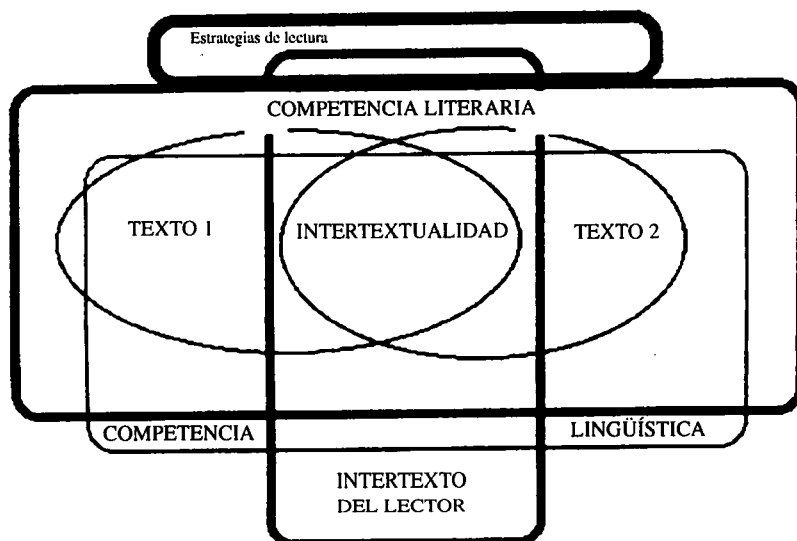 Estrategias de lectura
COMPETENCIA LITERARIA
TEXTO 1
INTERTEXTUALIDAD
TEXTO 2
COMPETENCIA
LINGÜÍSTICA
INTERTEXTO
DEL LECTOR